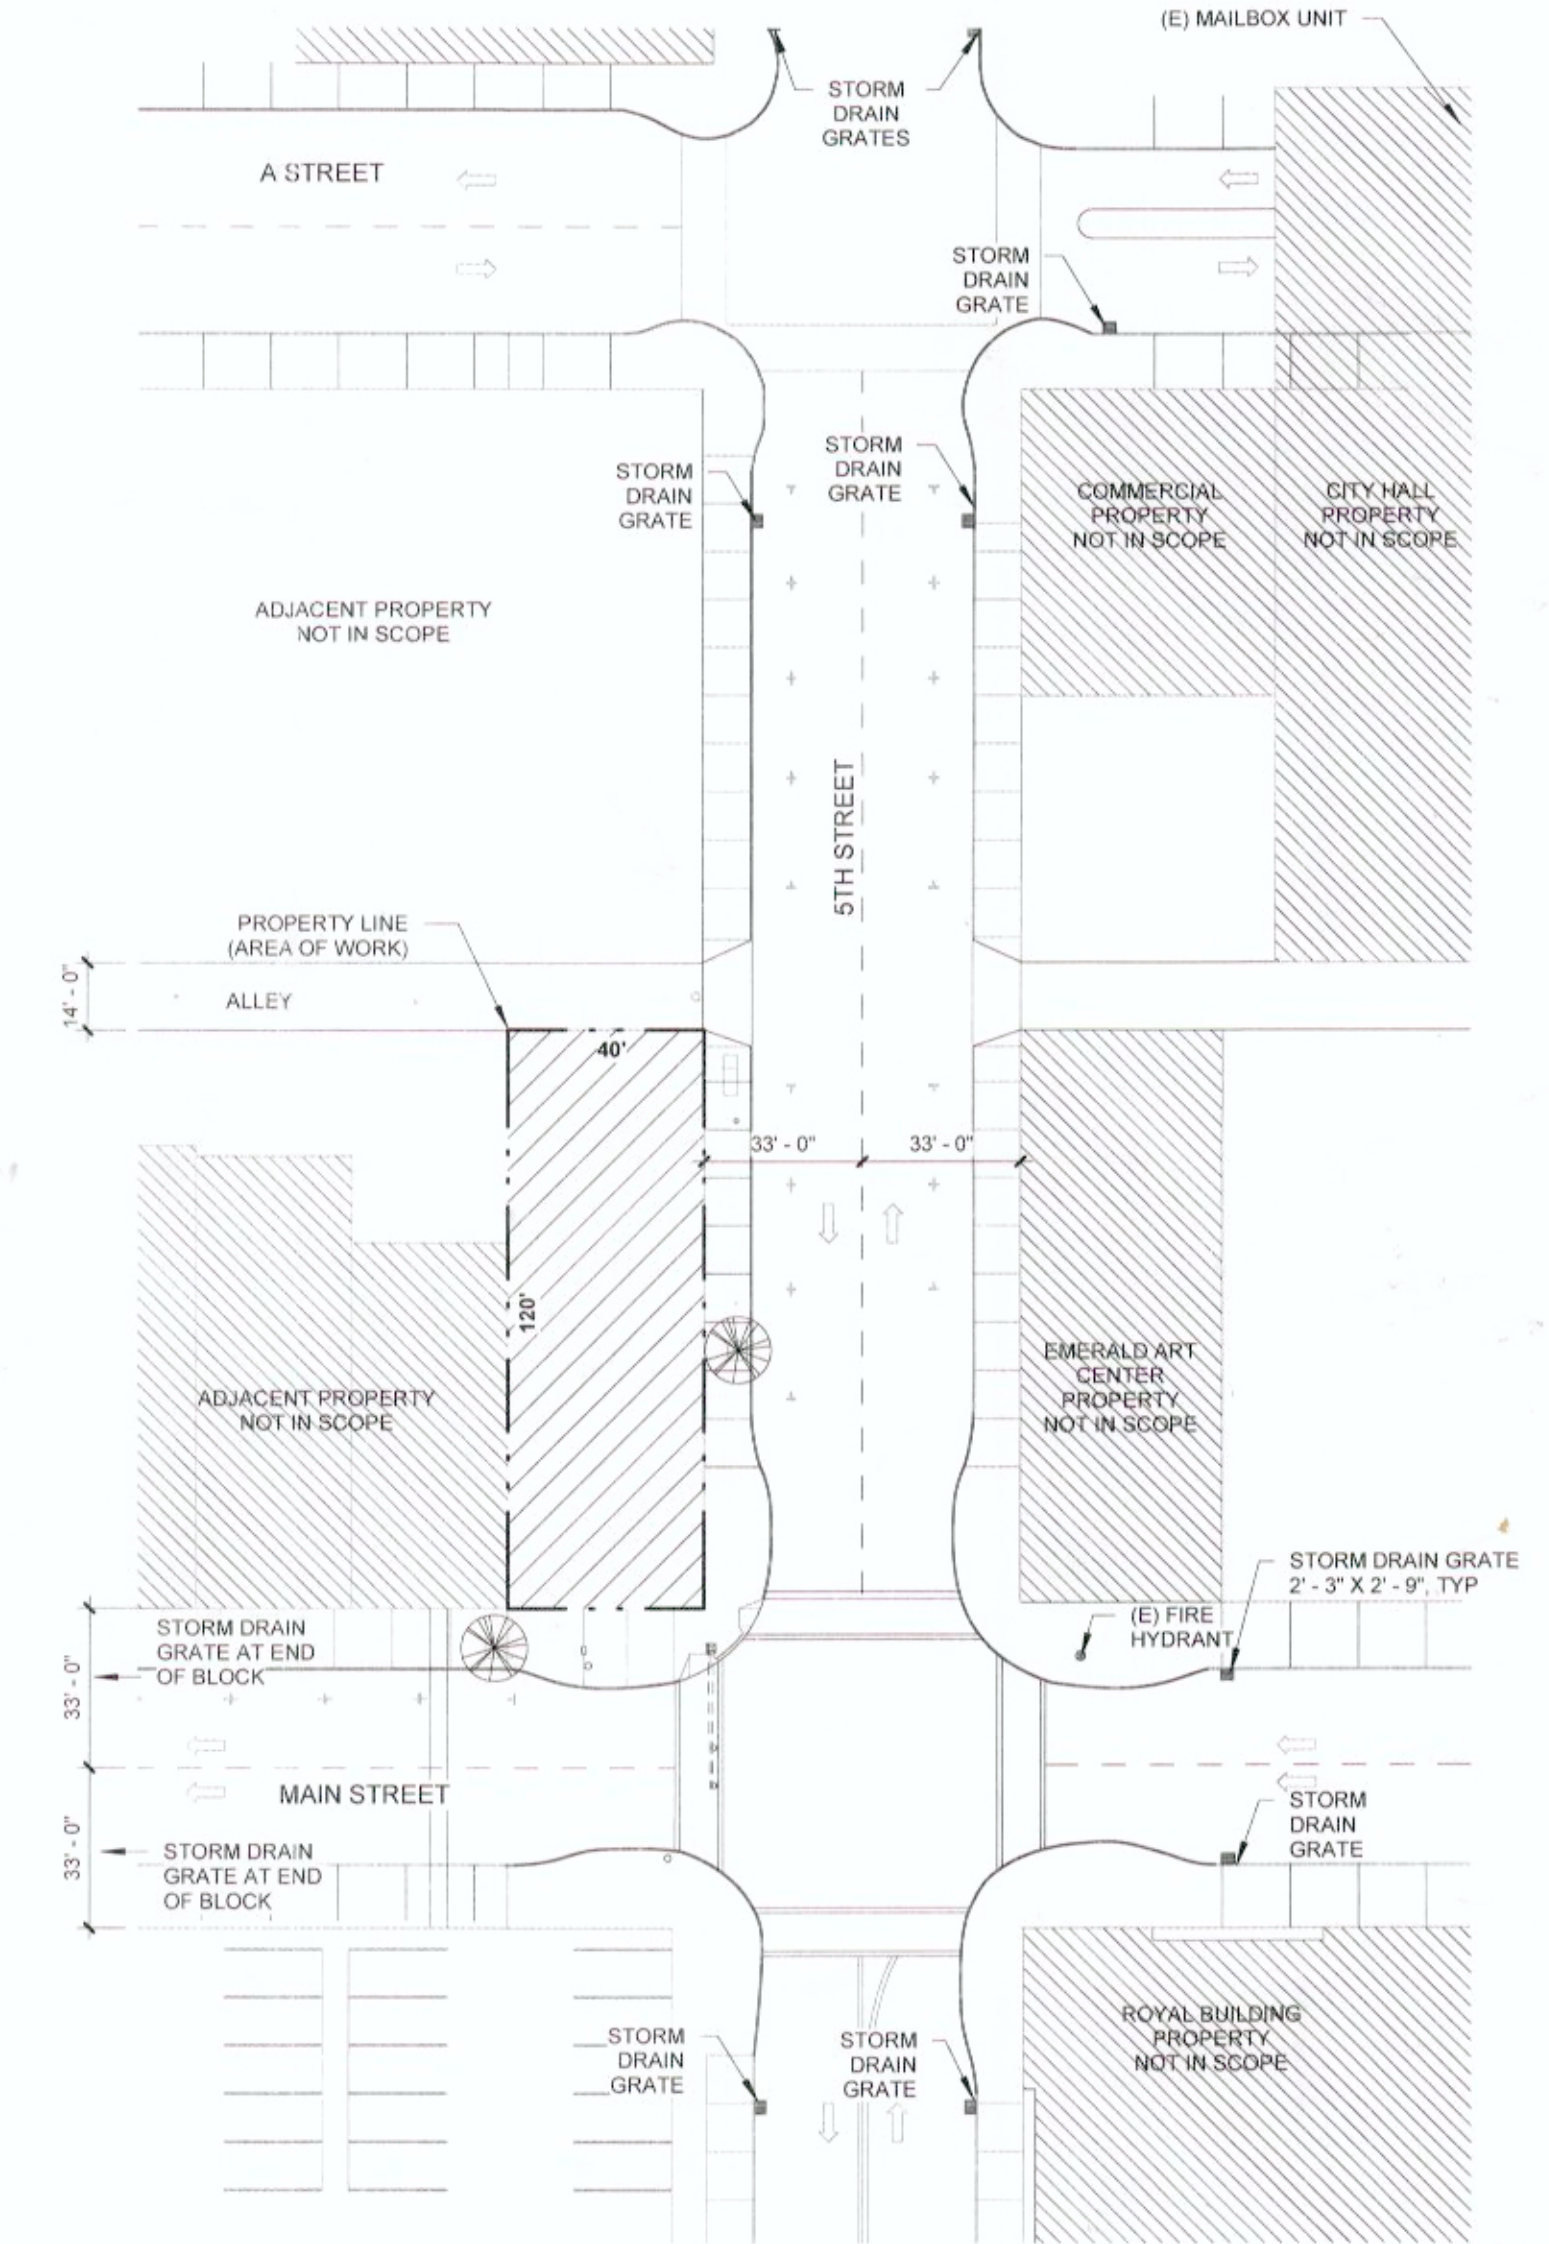 (E) MAILBOX UNIT
STORM
DRAIN
GRATES
A STREET
STORM
DRAIN
GRATE
STORM
DRAIN
GRATE
STORM
DRAIN
GRATE
COMMERCIAL
PROPERTY
NOT IN SCOPE
CITY HALL
PROPERTY
NOT IN SCOPE
ADJACENT PROPERTY
NOT IN SCOPE
5TH STREET
PROPERTY LINE
(AREA OF WORK)
14' - 0"
ALLEY
40'
33' - 0"
33' - 0"
120'
EMERALD ART
CENTER
PROPERTY
NOT IN SCOPE
ADJACENT PROPERTY
NOT IN SCOPE
STORM DRAIN GRATE
2' - 3" X 2' - 9", TYP
(E) FIRE
HYDRANT
STORM DRAIN
GRATE AT END
OF BLOCK
33' - 0"
MAIN STREET
33' - 0"
STORM DRAIN
GRATE AT END
OF BLOCK
STORM
DRAIN
GRATE
STORM
DRAIN
GRATE
STORM
DRAIN
GRATE
ROYAL BUILDING
PROPERTY
NOT IN SCOPE